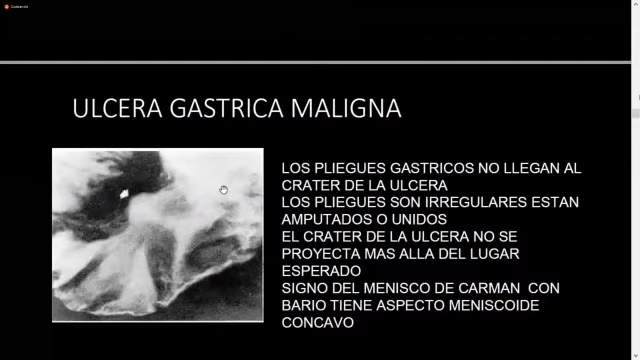 Grabando
ULCERA GASTRICA MALIGNA
LOS PLIEGUES GASTRICOS NO LLEGAN AL
CRATER DE LA ULCERA
LOS PLIEGUES SON IRREGULARES ESTAN
AMPUTADOS O UNIDOS
EL CRATER DE LA ULCERA NO SE
PROYECTA MAS ALLA DEL LUGAR
ESPERADO
SIGNO DEL MENISCO DE CARMAN CON
BARIO TIENE ASPECTO MENISCOIDE
CONCAVO